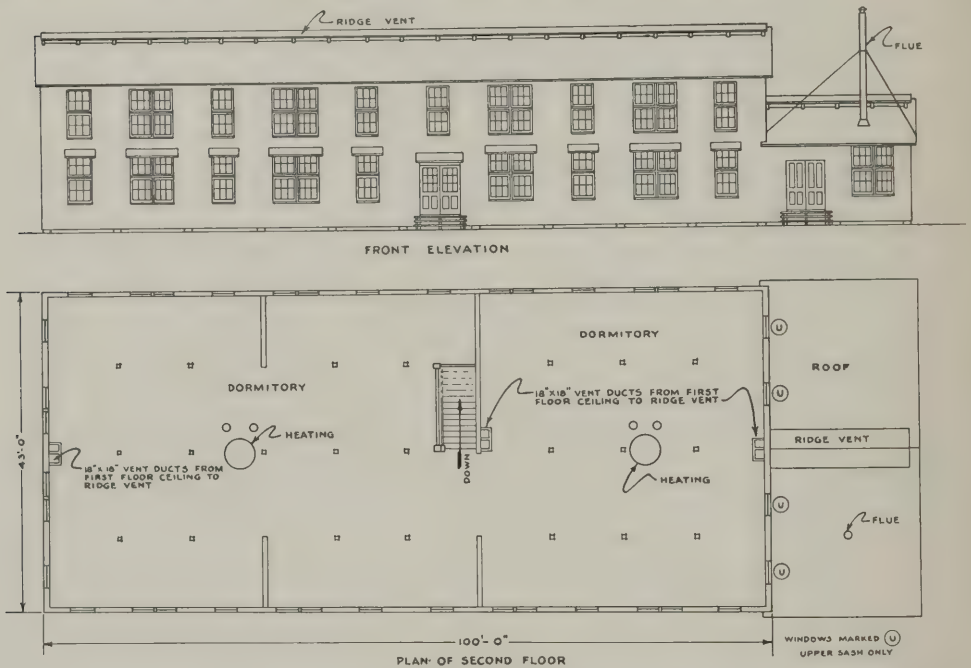 RIDGE VENT
FLUE
FRONT ELEVATION
43'-0"
DORMITORY
HEATING
18"x18" VENT DUCTS FROM
FIRST FLOOR CEILING TO
RIDGE VENT
DOWN
DORMITORY
18"x18" VENT DUCTS FROM FIRST
FLOOR CEILING TO RIDGE VENT
HEATING
U
U
U
U
ROOF
RIDGE VENT
FLUE
100'-0"
PLAN OF SECOND FLOOR
WINDOWS MARKED U
UPPER SASH ONLY